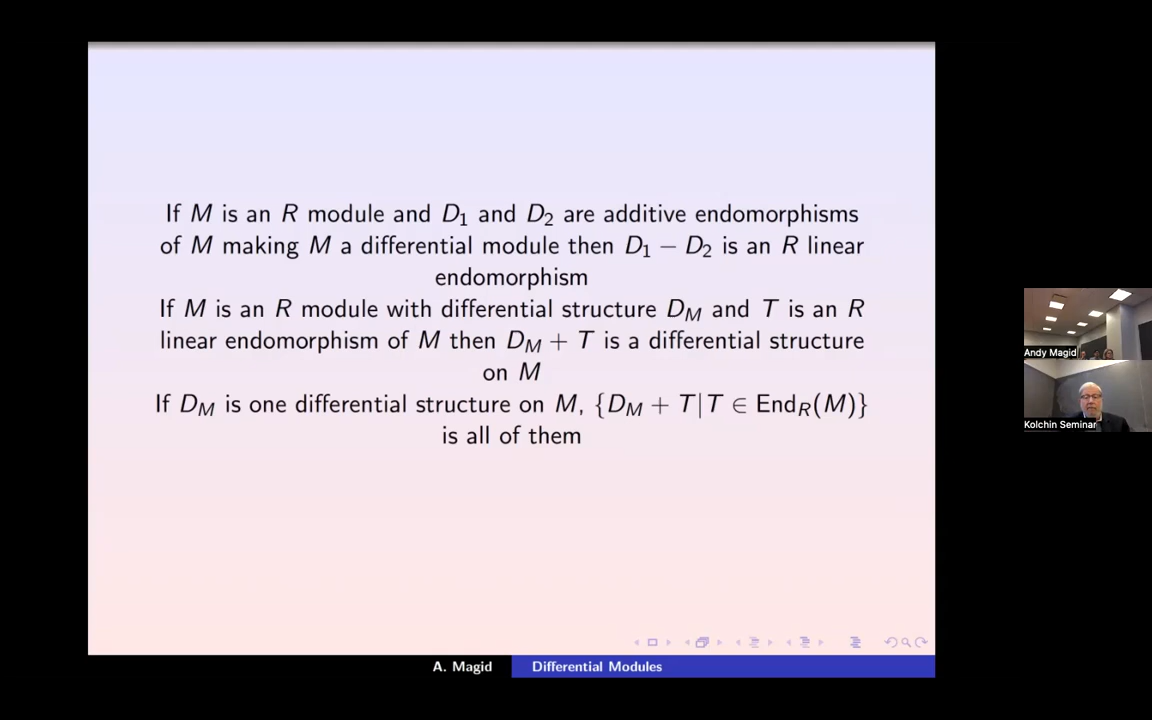 If M is an R module and D₁ and D₂ are additive endomorphisms
of M making M a differential module then D₁ − D₂ is an R linear
endomorphism
If M is an R module with differential structure D_M and T is an R
linear endomorphism of M then D_M + T is a differential structure
on M
If D_M is one differential structure on M, {D_M + T|T ∈ End_R(M)}
is all of them
A. Magid
Differential Modules
Andy Magid
Kolchin Seminar